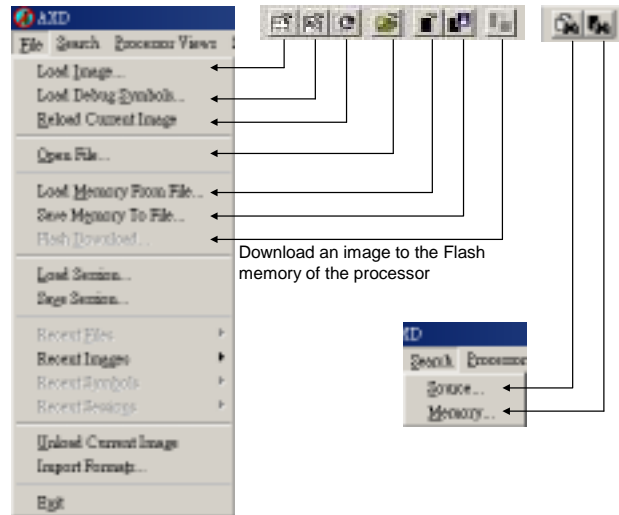 AXD
File Search Processor Views
Load Image...
Load Debug Symbols...
Reload Current Image
Open File...
Load Memory From File...
Save Memory To File...
Flash Download...
Download an image to the Flash
memory of the processor
Load Session...
Save Session...
Recent Files
Recent Images
Recent Symbols
Recent Sessions
Unload Current Image
Import Formats...
Exit
XD
Search Processor
Source...
Memory...